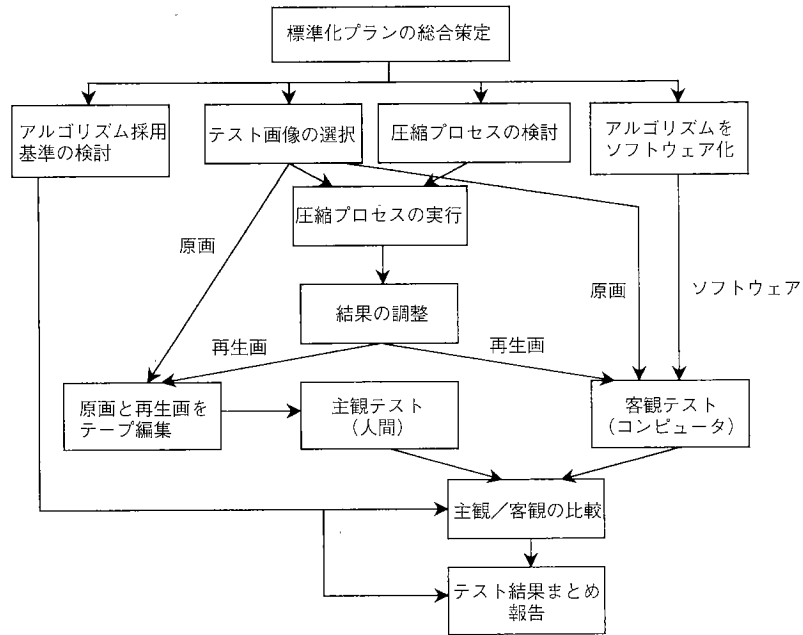 標準化プランの総合策定
アルゴリズム採用
基準の検討
テスト画像の選択
圧縮プロセスの検討
アルゴリズムを
ソフトウェア化
圧縮プロセスの実行
原画
原画
ソフトウェア
結果の調整
再生画
再生画
原画と再生画を
テープ編集
主観テスト
(人間)
客観テスト
(コンピュータ)
主観/客観の比較
テスト結果まとめ
報告